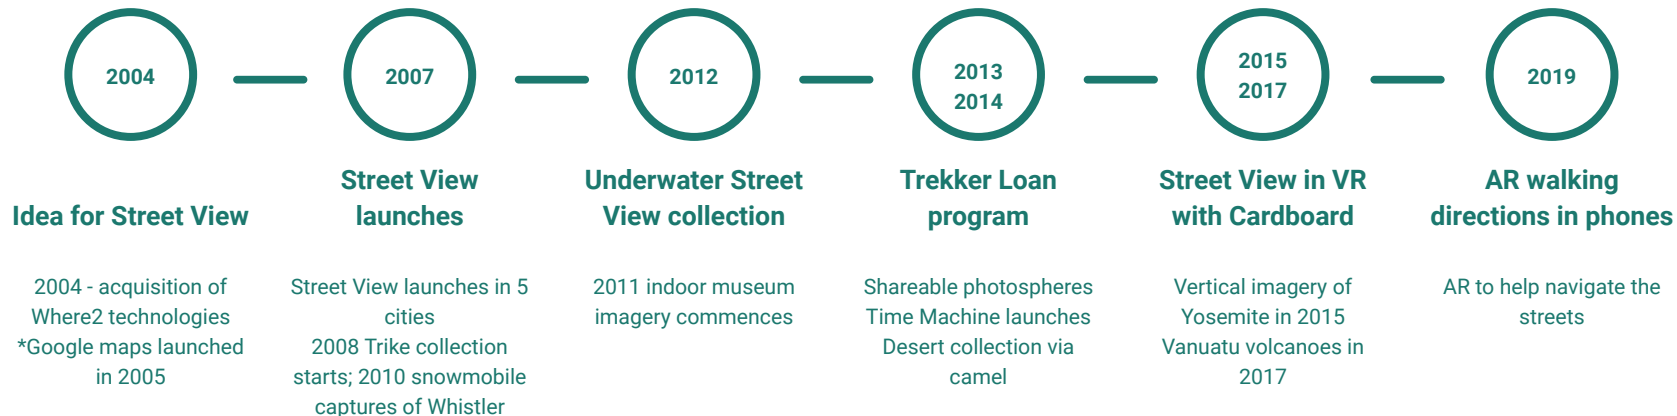 2004
2007
2012
2013
2014
2015
2017
2019
Idea for Street View
Street View
launches
Underwater Street
View collection
Trekker Loan
program
Street View in VR
with Cardboard
AR walking
directions in phones
2004 - acquisition of
Where2 technologies
*Google maps launched
in 2005
Street View launches in 5
cities
2008 Trike collection
starts; 2010 snowmobile
captures of Whistler
2011 indoor museum
imagery commences
Shareable photospheres
Time Machine launches
Desert collection via
camel
Vertical imagery of
Yosemite in 2015
Vanuatu volcanoes in
2017
AR to help navigate the
streets